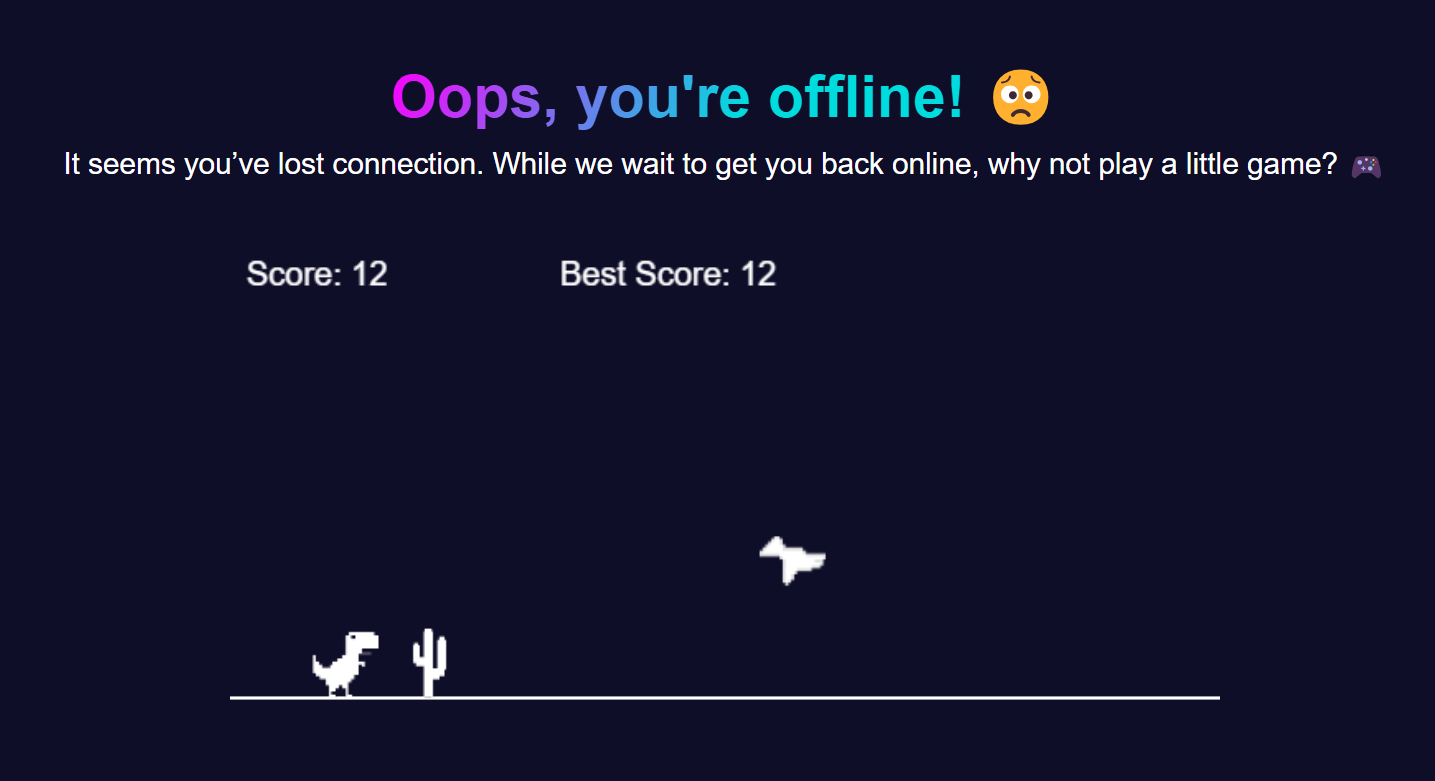 Oops, you're offline! 😟
It seems you’ve lost connection. While we wait to get you back online, why not play a little game? 🎮
Score: 12
Best Score: 12